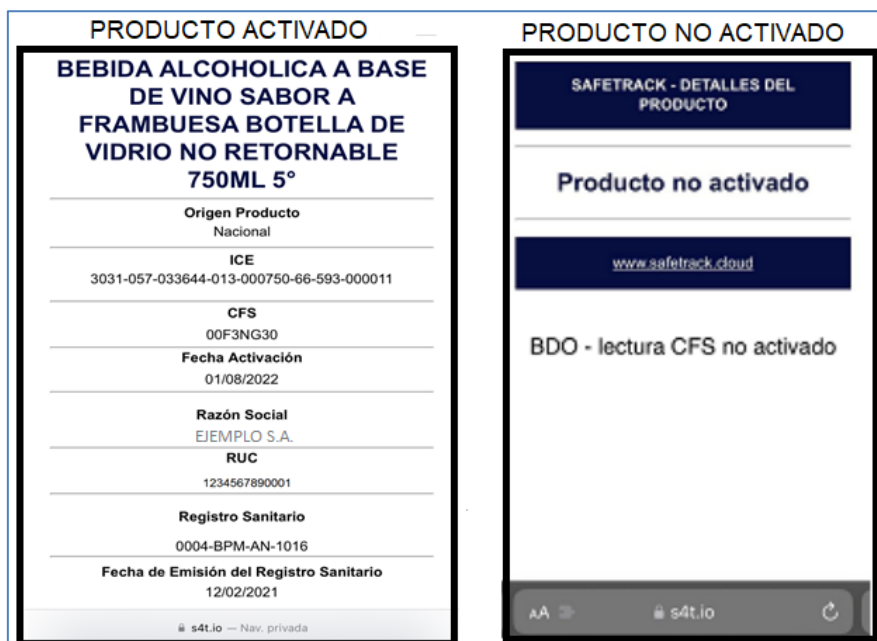 PRODUCTO ACTIVADO
BEBIDA ALCOHOLICA A BASE
DE VINO SABOR A
FRAMBUESA BOTELLA DE
VIDRIO NO RETORNABLE
750ML 5°
Origen Producto
Nacional
ICE
3031-057-033644-013-000750-66-593-000011
CFS
00F3NG30
Fecha Activación
01/08/2022
Razón Social
EJEMPLO S.A.
RUC
1234567890001
Registro Sanitario
0004-BPM-AN-1016
Fecha de Emisión del Registro Sanitario
12/02/2021
s4t.io — Nav. privada
PRODUCTO NO ACTIVADO
SAFETRACK - DETALLES DEL
PRODUCTO
Producto no activado
www.safetrack.cloud
BDO - lectura CFS no activado
AA
s4t.io